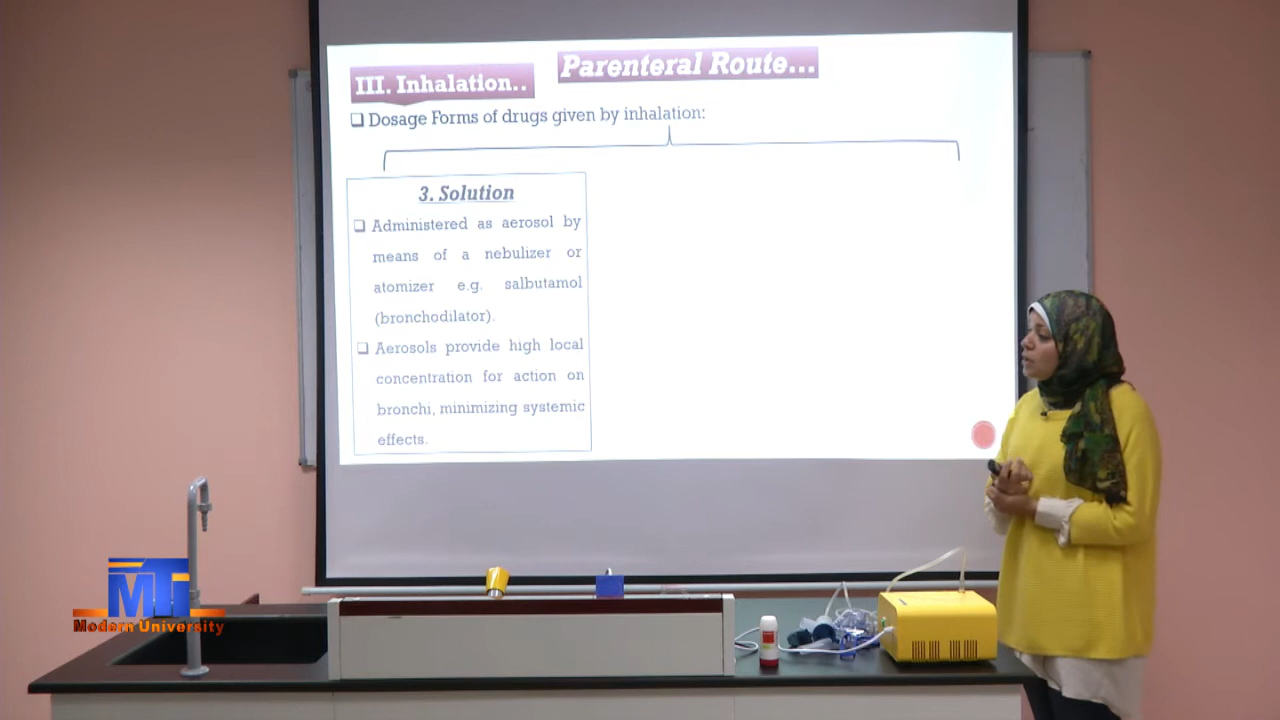 Parenteral Route...
III. Inhalation..
❑ Dosage Forms of drugs given by inhalation:
3. Solution
❑ Administered as aerosol by
means of a nebulizer or
atomizer e.g. salbutamol
(bronchodilator).
❑ Aerosols provide high local
concentration for action on
bronchi, minimizing systemic
effects.
MTI
Modern University